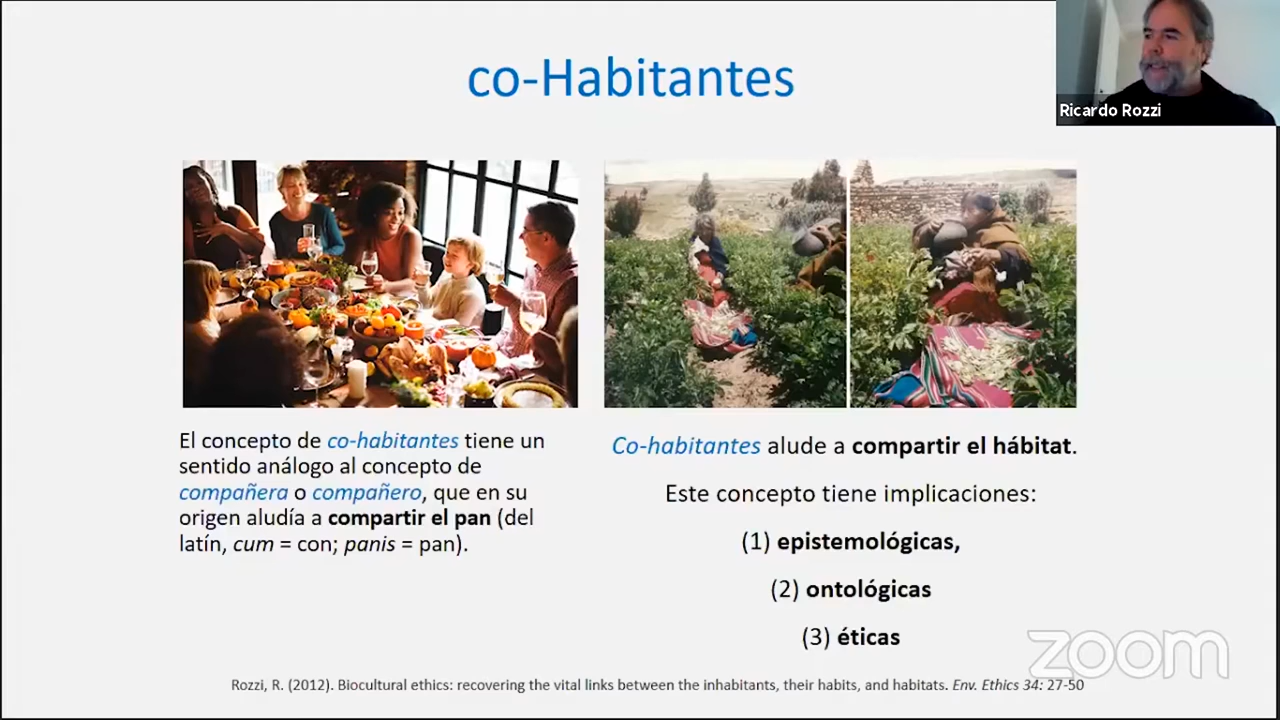 co-Habitantes
Ricardo Rozzi
El concepto de co-habitantes tiene un
sentido análogo al concepto de
compañera o compañero, que en su
origen aludía a compartir el pan (del
latín, cum = con; panis = pan).
Co-habitantes alude a compartir el hábitat.
Este concepto tiene implicaciones:
(1) epistemológicas,
(2) ontológicas
(3) éticas
zoom
Rozzi, R. (2012). Biocultural ethics: recovering the vital links between the inhabitants, their habits, and habitats. Env. Ethics 34: 27-50